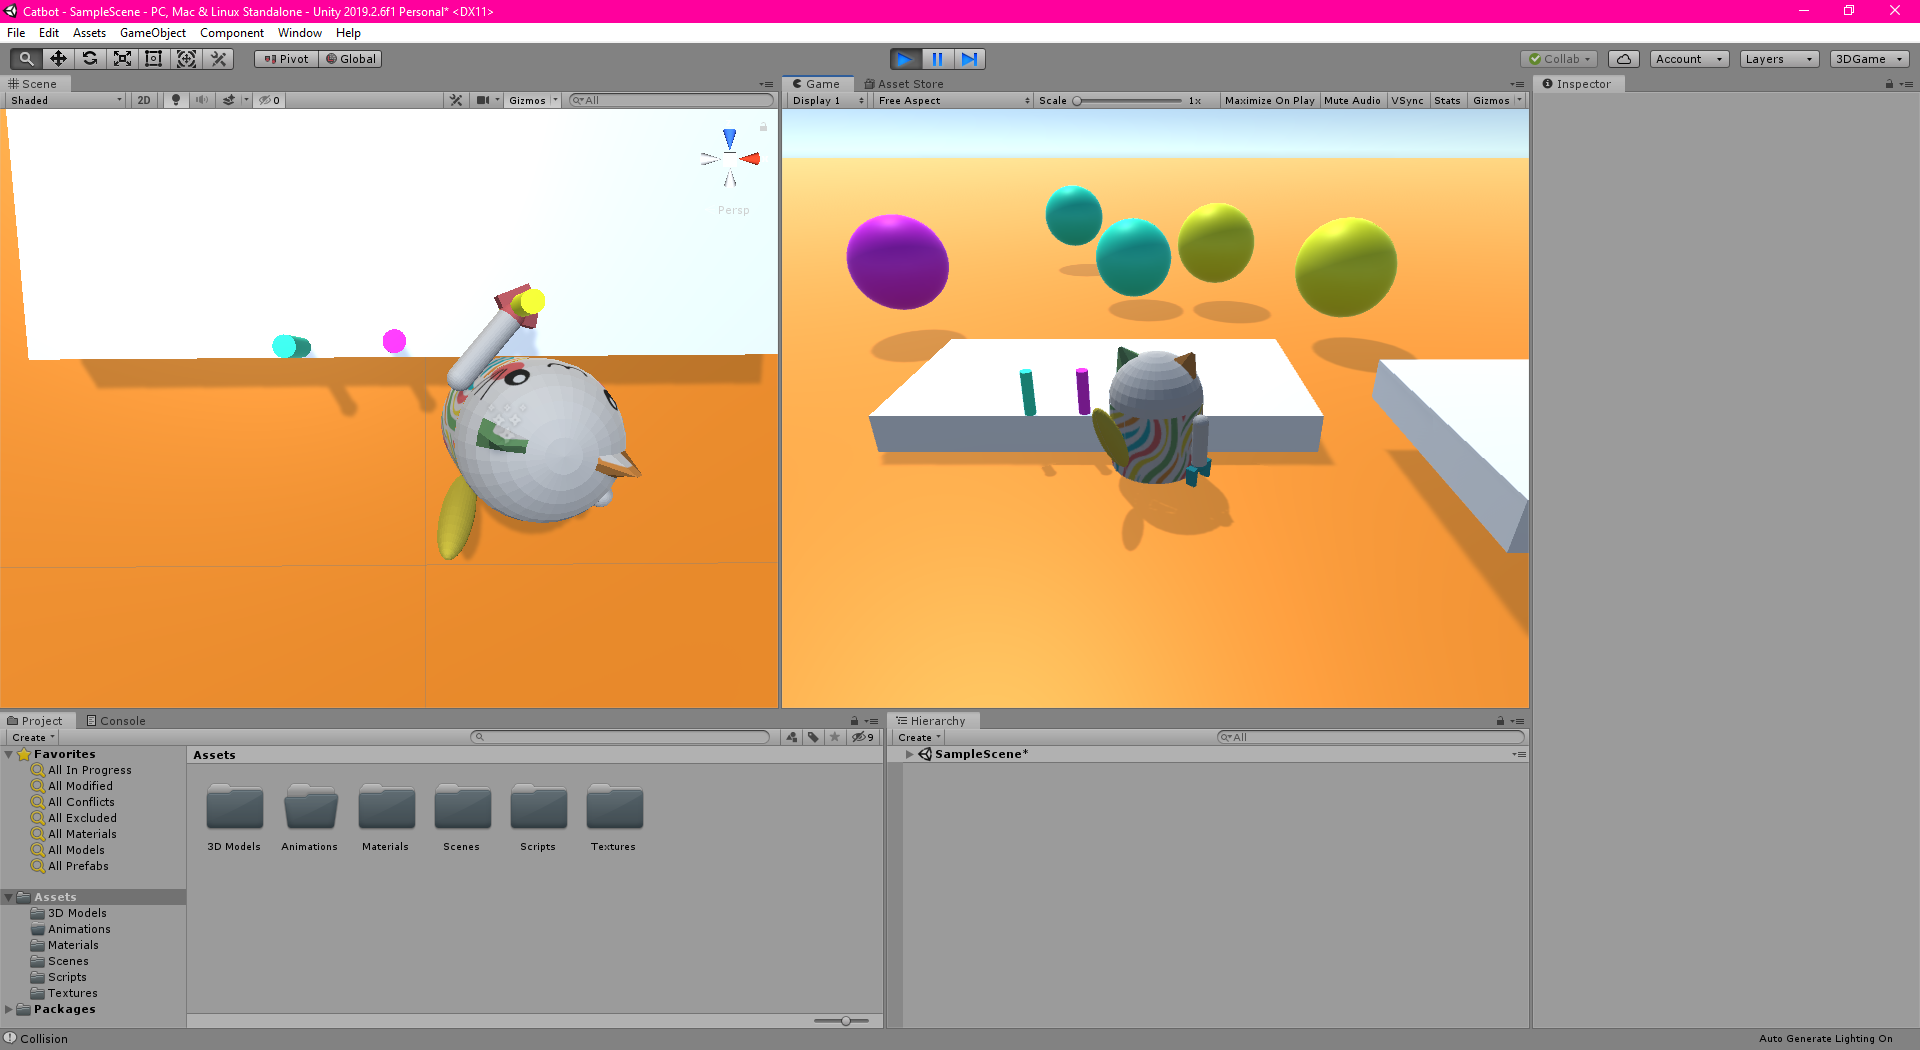 Catbot - SampleScene - PC, Mac & Linux Standalone - Unity 2019.2.6f1 Personal* <DX11>
File Edit Assets GameObject Component Window Help
Pivot Global Collab Account Layers 3DGame
Scene
Shaded 2D 0 Gizmos All
Persp
Game Asset Store
Display 1 Free Aspect Scale 1x Maximize On Play Mute Audio VSync Stats Gizmos
Inspector
Project Console
Create 9
Favorites
All In Progress
All Modified
All Conflicts
All Excluded
All Materials
All Models
All Prefabs
Assets
3D Models
Animations
Materials
Scenes
Scripts
Textures
Packages
Assets
3D Models Animations Materials Scenes Scripts Textures
Hierarchy
Create All
SampleScene*
Collision
Auto Generate Lighting On